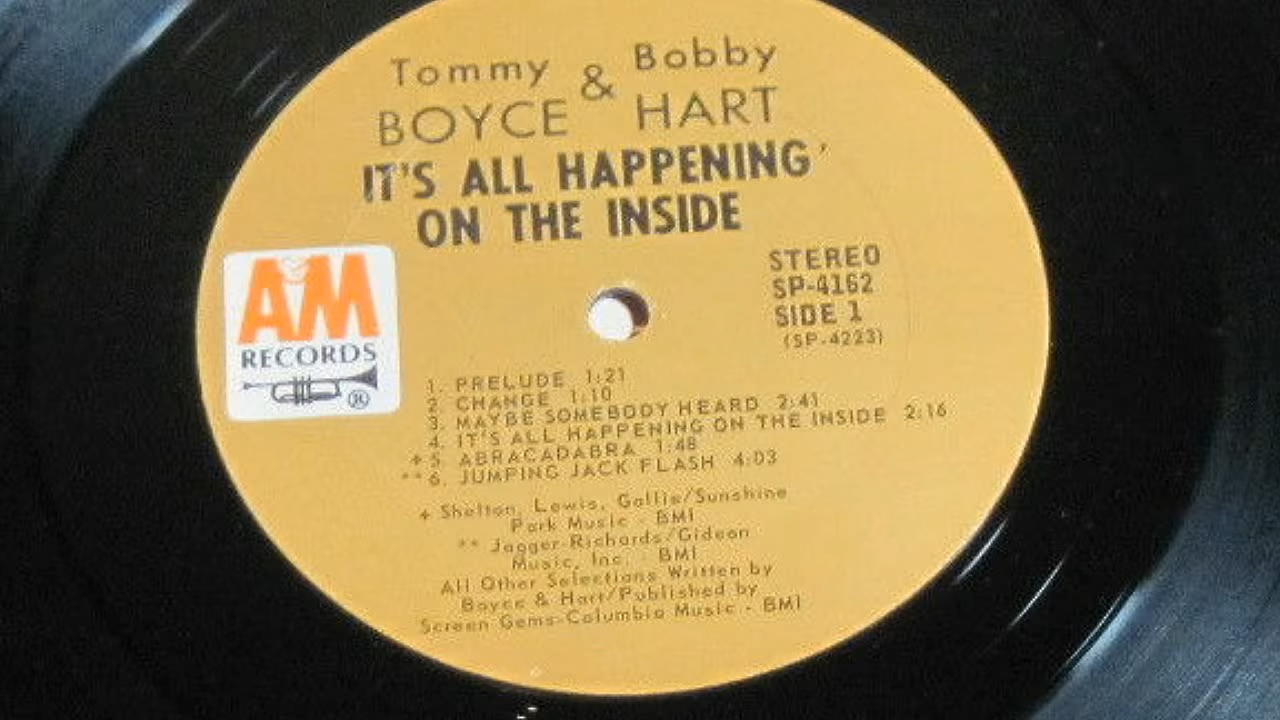 Tommy & Bobby
BOYCE HART
IT'S ALL HAPPENING
ON THE INSIDE
STEREO
SP-4162
SIDE 1
(SP-4223)
A&M
RECORDS
®
1. PRELUDE 1:21
2. CHANGE 1:10
3. MAYBE SOMEBODY HEARD 2:41
4. IT'S ALL HAPPENING ON THE INSIDE 2:16
+ 5. ABRACADABRA 1:48
**6. JUMPING JACK FLASH 4:03
+ Shelton, Lewis, Gallie/Sunshine
Park Music - BMI
** Jagger-Richards/Gideon
Music, Inc. BMI
All Other Selections Written by
Boyce & Hart/Published by
Screen Gems-Columbia Music - BMI